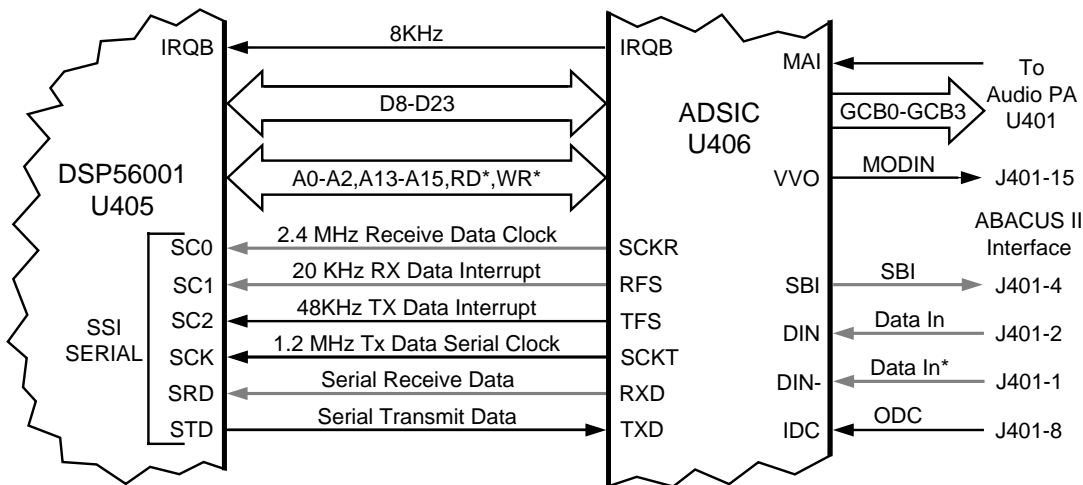 8KHz
IRQB
IRQB
MAI
To
Audio PA
U401
D8-D23
GCB0-GCB3
ADSIC
U406
DSP56001
U405
A0-A2,A13-A15,RD*,WR*
VVO
MODIN
J401-15
ABACUS II
Interface
SC0
2.4 MHz Receive Data Clock
SCKR
SC1
20 KHz RX Data Interrupt
RFS
SBI
SBI
J401-4
SC2
48KHz TX Data Interrupt
TFS
DIN
Data In
J401-2
SSI
SERIAL
SCK
1.2 MHz Tx Data Serial Clock
SCKT
DIN-
Data In*
J401-1
SRD
Serial Receive Data
RXD
STD
Serial Transmit Data
TXD
IDC
ODC
J401-8